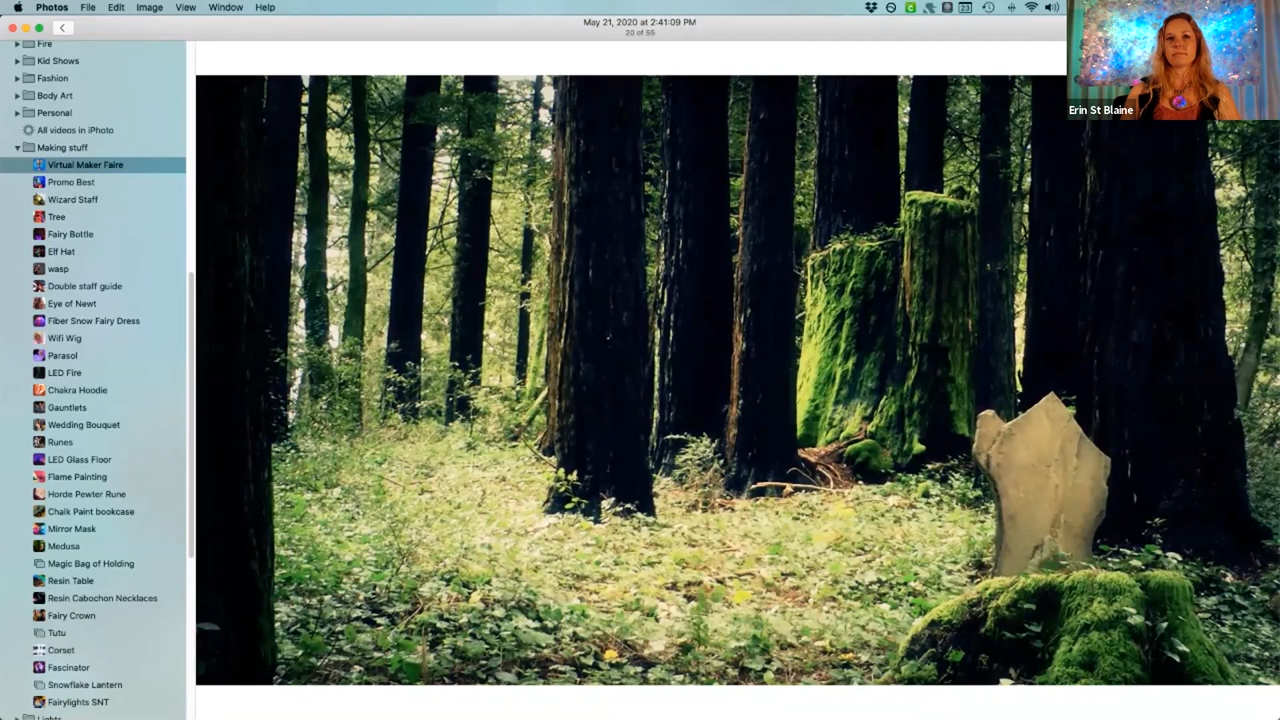 Photos File Edit Image View Window Help
23
May 21, 2020 at 2:41:09 PM
20 of 55
Erin St Blaine
Fire
Kid Shows
Fashion
Body Art
Personal
All videos in iPhoto
Making stuff
Virtual Maker Faire
Promo Best
Wizard Staff
Tree
Fairy Bottle
Elf Hat
wasp
Double staff guide
Eye of Newt
Fiber Snow Fairy Dress
Wifi Wig
Parasol
LED Fire
Chakra Hoodie
Gauntlets
Wedding Bouquet
Runes
LED Glass Floor
Flame Painting
Horde Pewter Rune
Chalk Paint bookcase
Mirror Mask
Medusa
Magic Bag of Holding
Resin Table
Resin Cabochon Necklaces
Fairy Crown
Tutu
Corset
Fascinator
Snowflake Lantern
Fairylights SNT
Lights